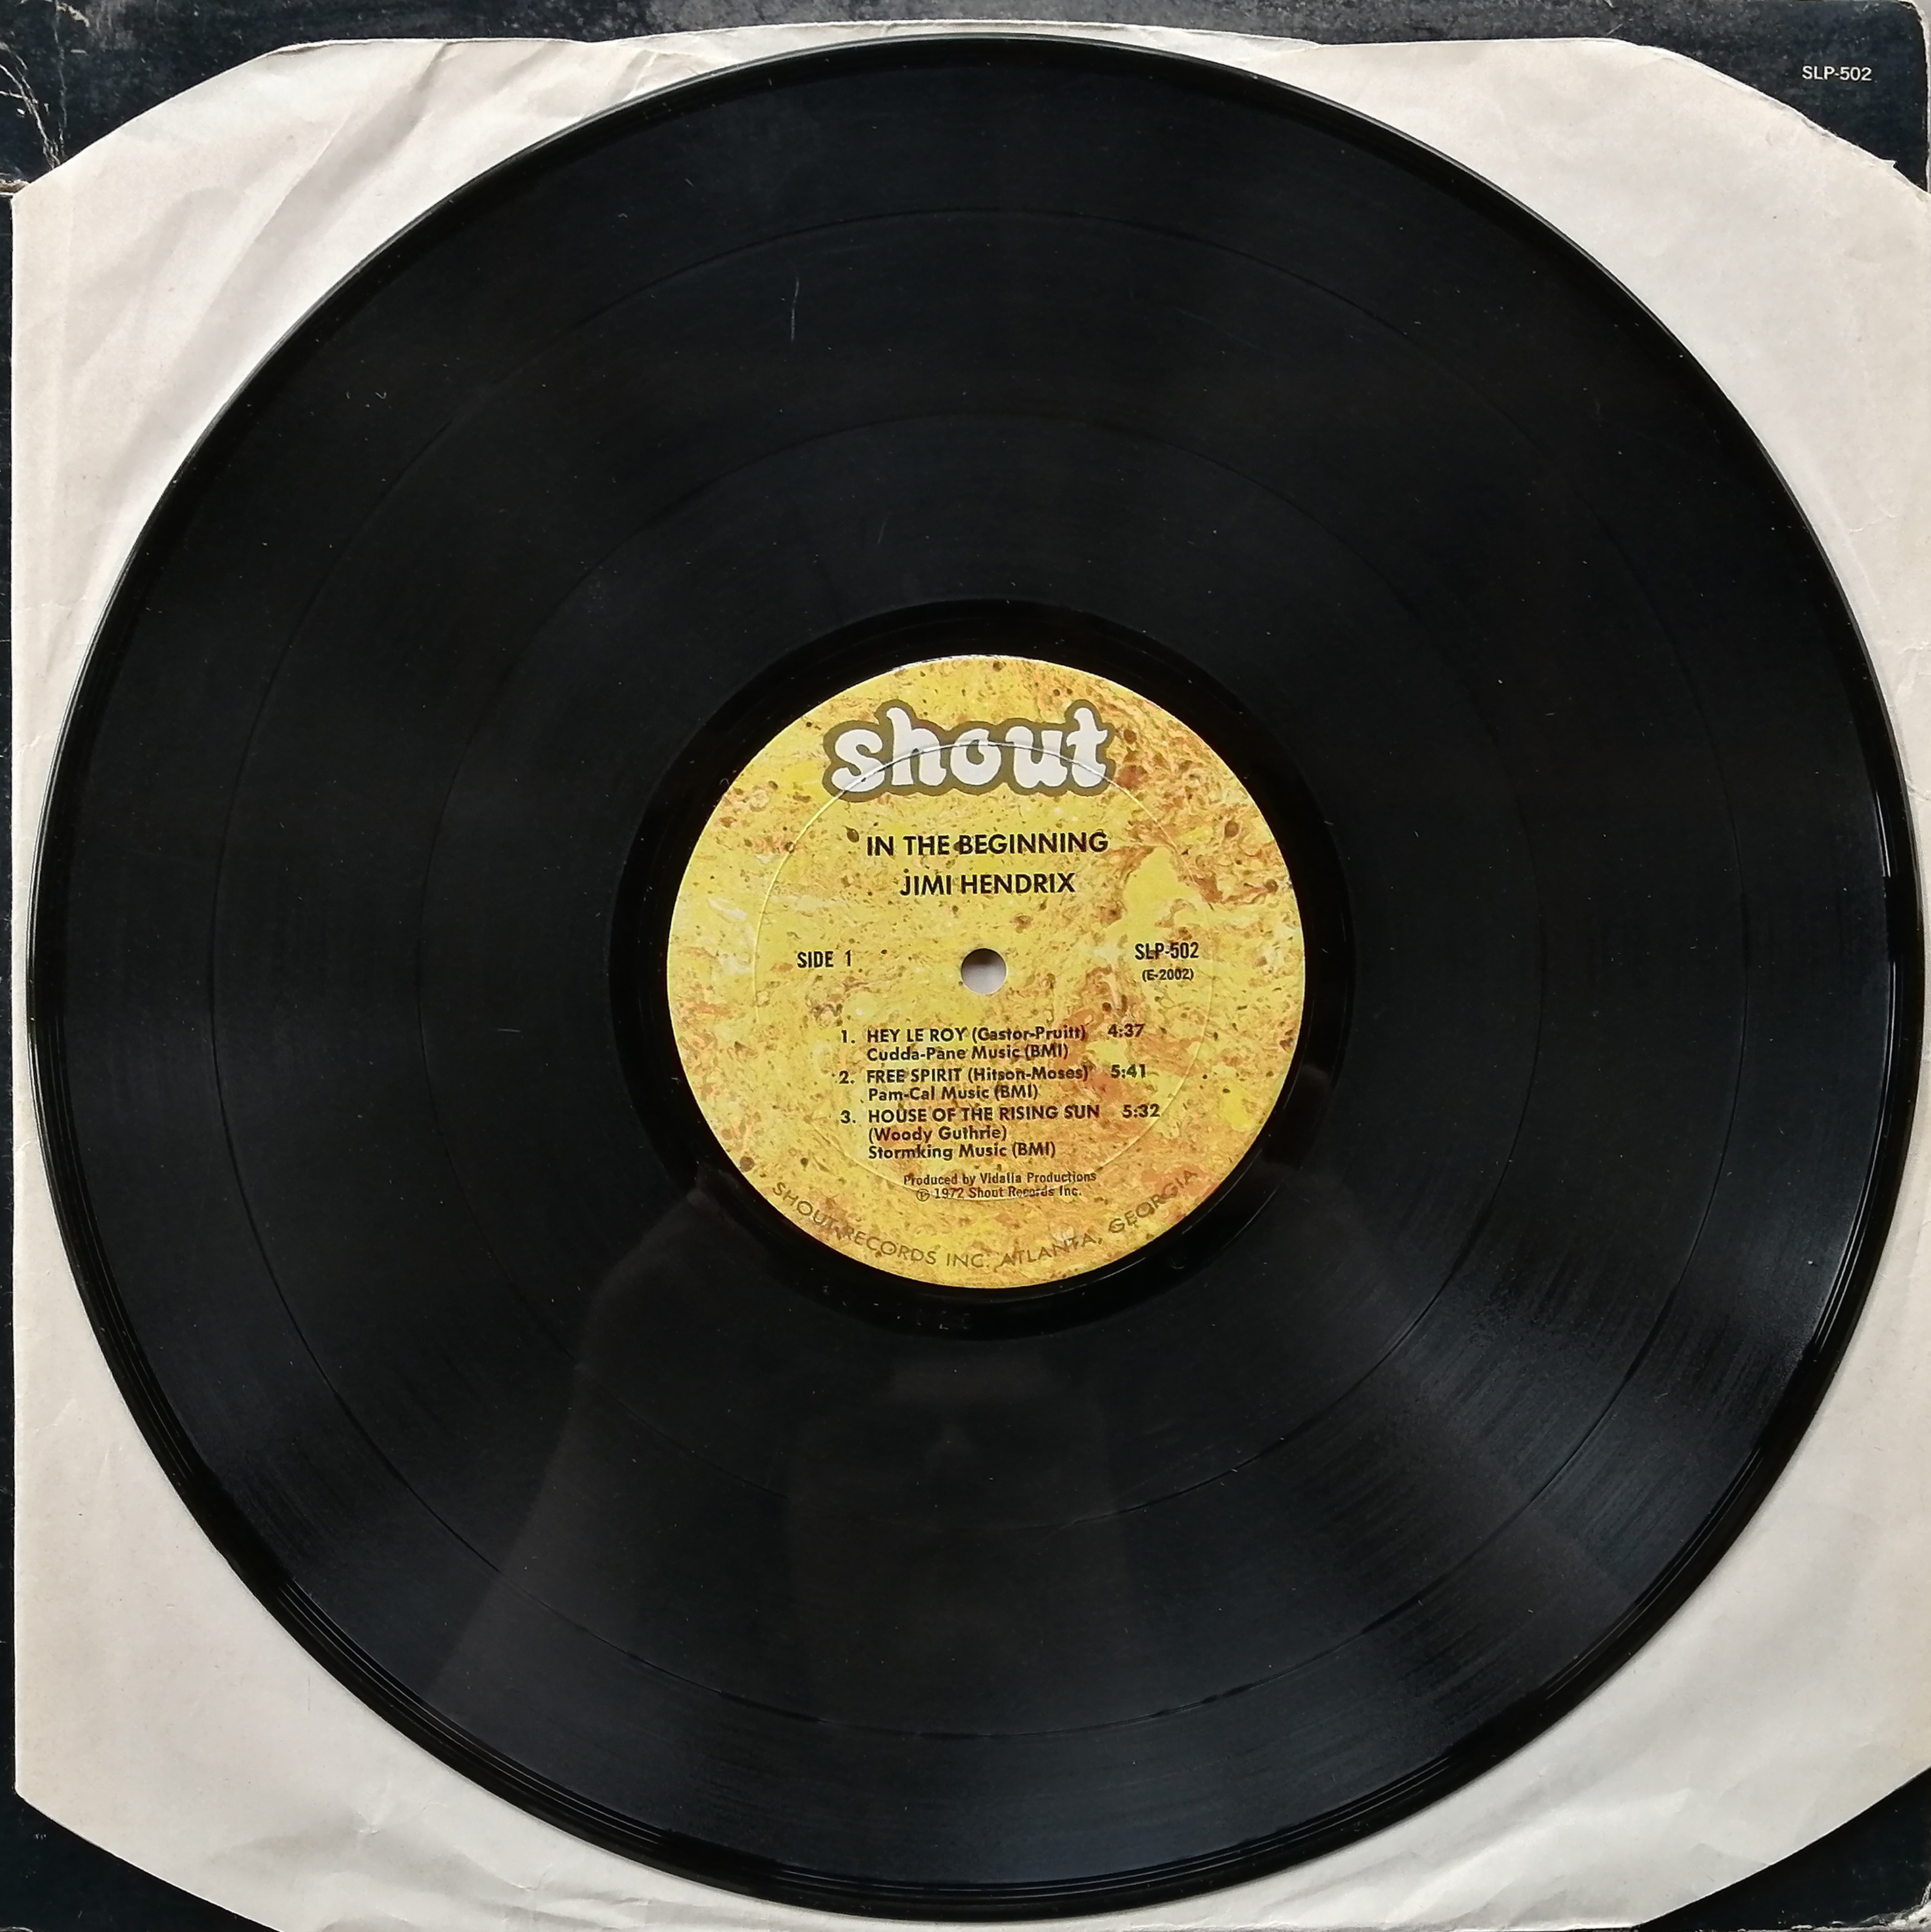 SLP-502
shout
IN THE BEGINNING
JIMI HENDRIX
SIDE 1
SLP-502
(E-2002)
1. HEY LE ROY (Castor-Pruitt) 4:37
Cudda-Pane Music (BMI)
2. FREE SPIRIT (Hitson-Moses) 5:41
Pam-Cal Music (BMI)
3. HOUSE OF THE RISING SUN 5:32
(Woody Guthrie)
Stormking Music (BMI)
Produced by Vidalia Productions
℗ 1972 Shout Records Inc.
SHOUT RECORDS INC. ATLANTA, GEORGIA